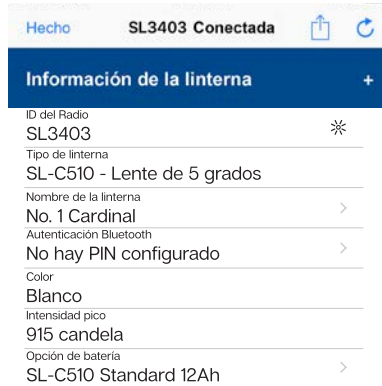 Hecho SL3403 Conectada
Información de la linterna +
ID del Radio
SL3403
Tipo de linterna
SL-C510 - Lente de 5 grados
Nombre de la linterna
No. 1 Cardinal
Autenticación Bluetooth
No hay PIN configurado
Color
Blanco
Intensidad pico
915 candela
Opción de batería
SL-C510 Standard 12Ah